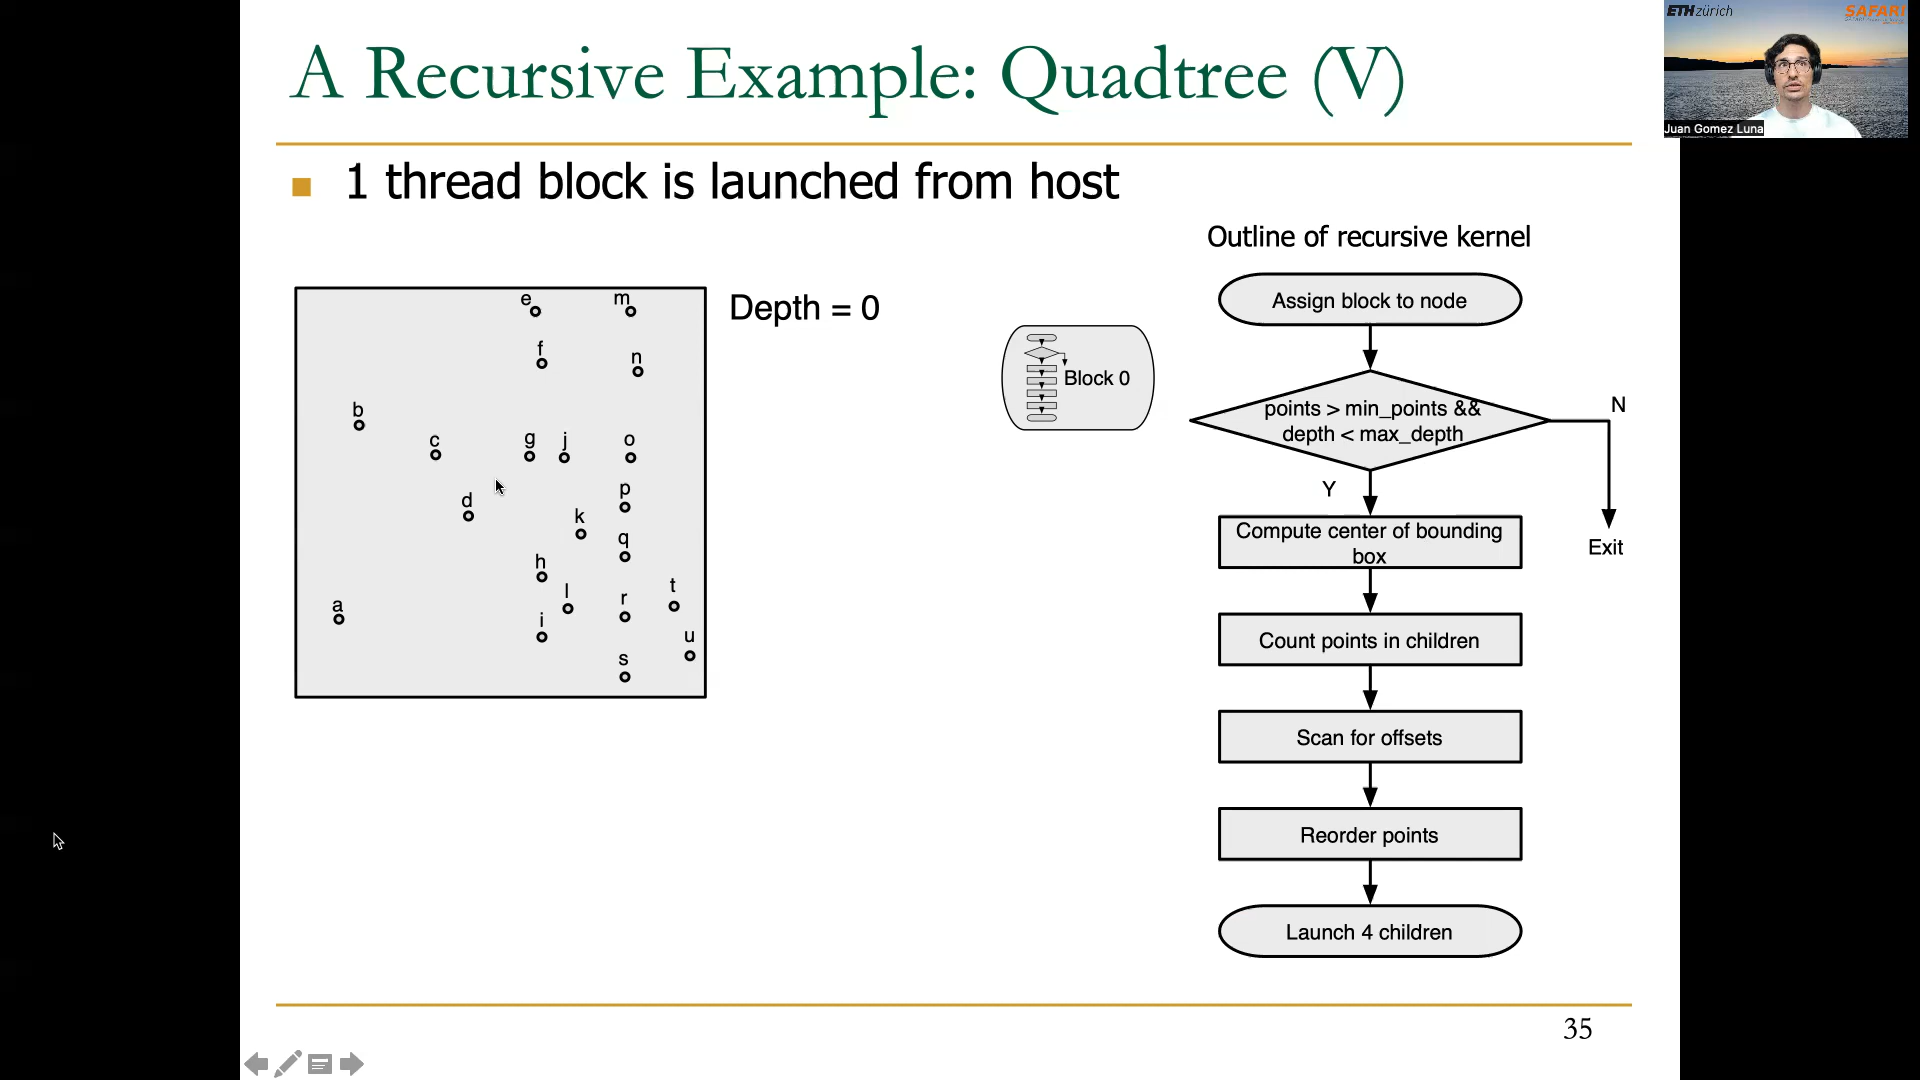 A Recursive Example: Quadtree (V)
1 thread block is launched from host
Outline of recursive kernel
Depth = 0
Block 0
Assign block to node
points > min_points &&
depth < max_depth
N
Y
Exit
Compute center of bounding
box
Count points in children
Scan for offsets
Reorder points
Launch 4 children
e
m
f
n
b
c
g
j
o
d
p
k
q
h
l
t
a
r
i
u
s
35
ETHzürich
SAFARI
Juan Gomez Luna